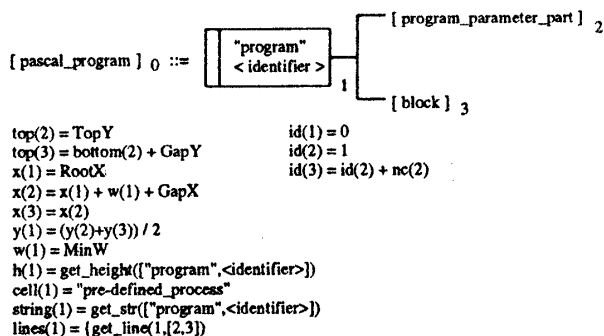 [ program_parameter_part ] 2
"program"
[ pascal_program ] 0 ::=
< identifier >
1
[ block ] 3
top(2) = TopY
id(1) = 0
top(3) = bottom(2) + GapY
id(2) = 1
x(1) = RootX
id(3) = id(2) + nc(2)
x(2) = x(1) + w(1) + GapX
x(3) = x(2)
y(1) = (y(2)+y(3)) / 2
w(1) = MinW
h(1) = get_height(["program",<identifier>])
cell(1) = "pre-defined_process"
string(1) = get_str(["program",<identifier>])
lines(1) = {get_line(1,[2,3])